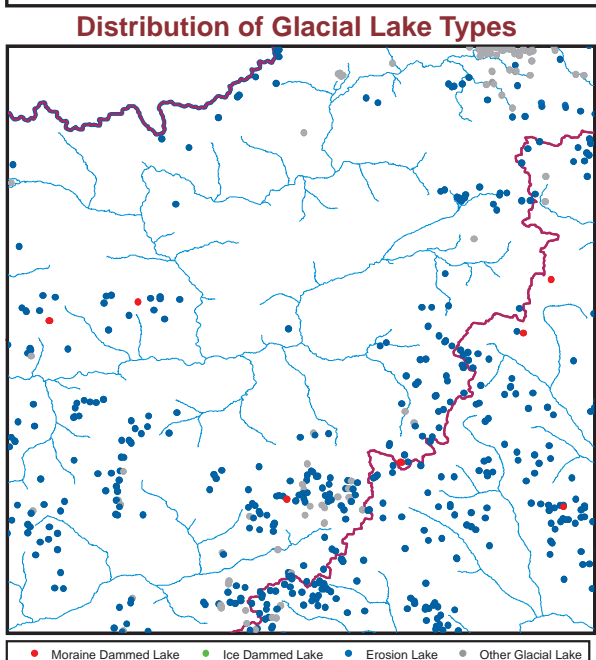 Distribution of Glacial Lake Types
Moraine Dammed Lake Ice Dammed Lake Erosion Lake Other Glacial Lake